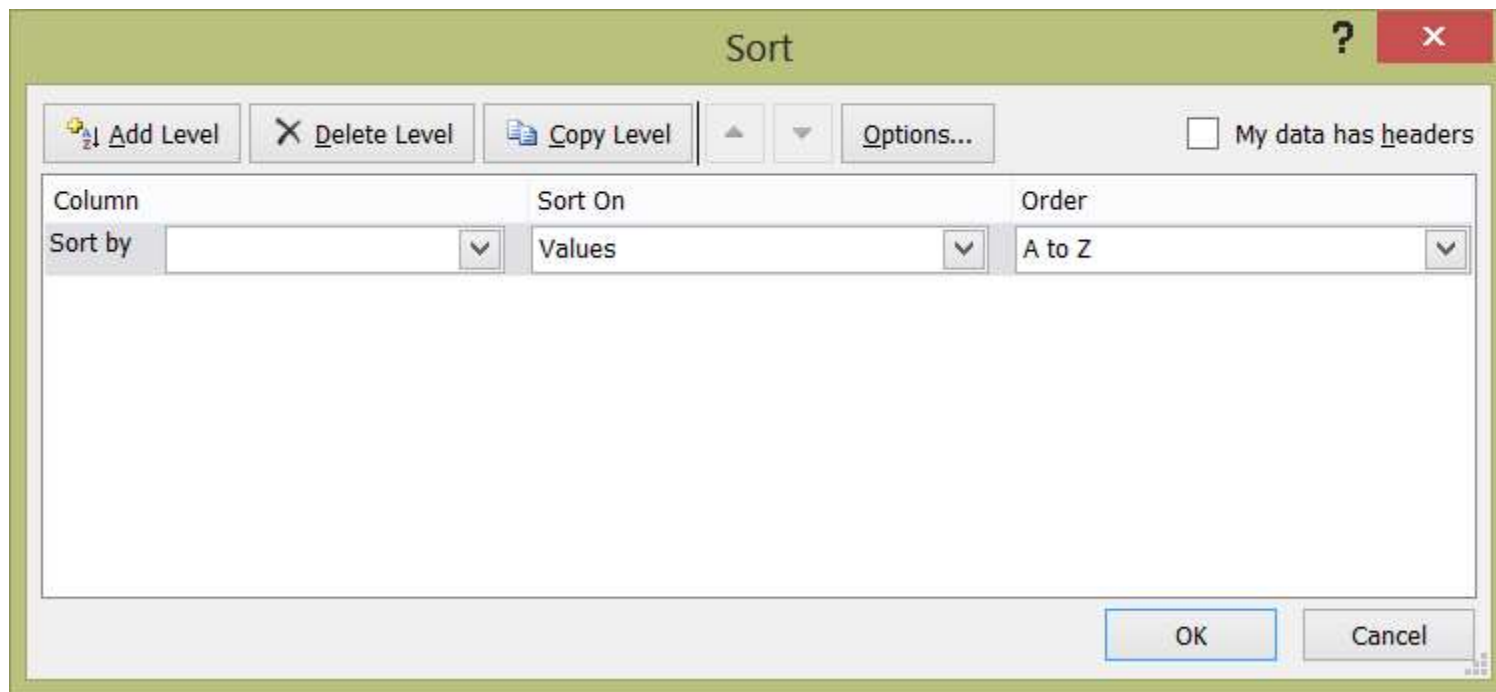 Sort
?
Add Level Delete Level Copy Level Options... My data has headers
Column Sort On Order
Sort by Values A to Z
OK Cancel